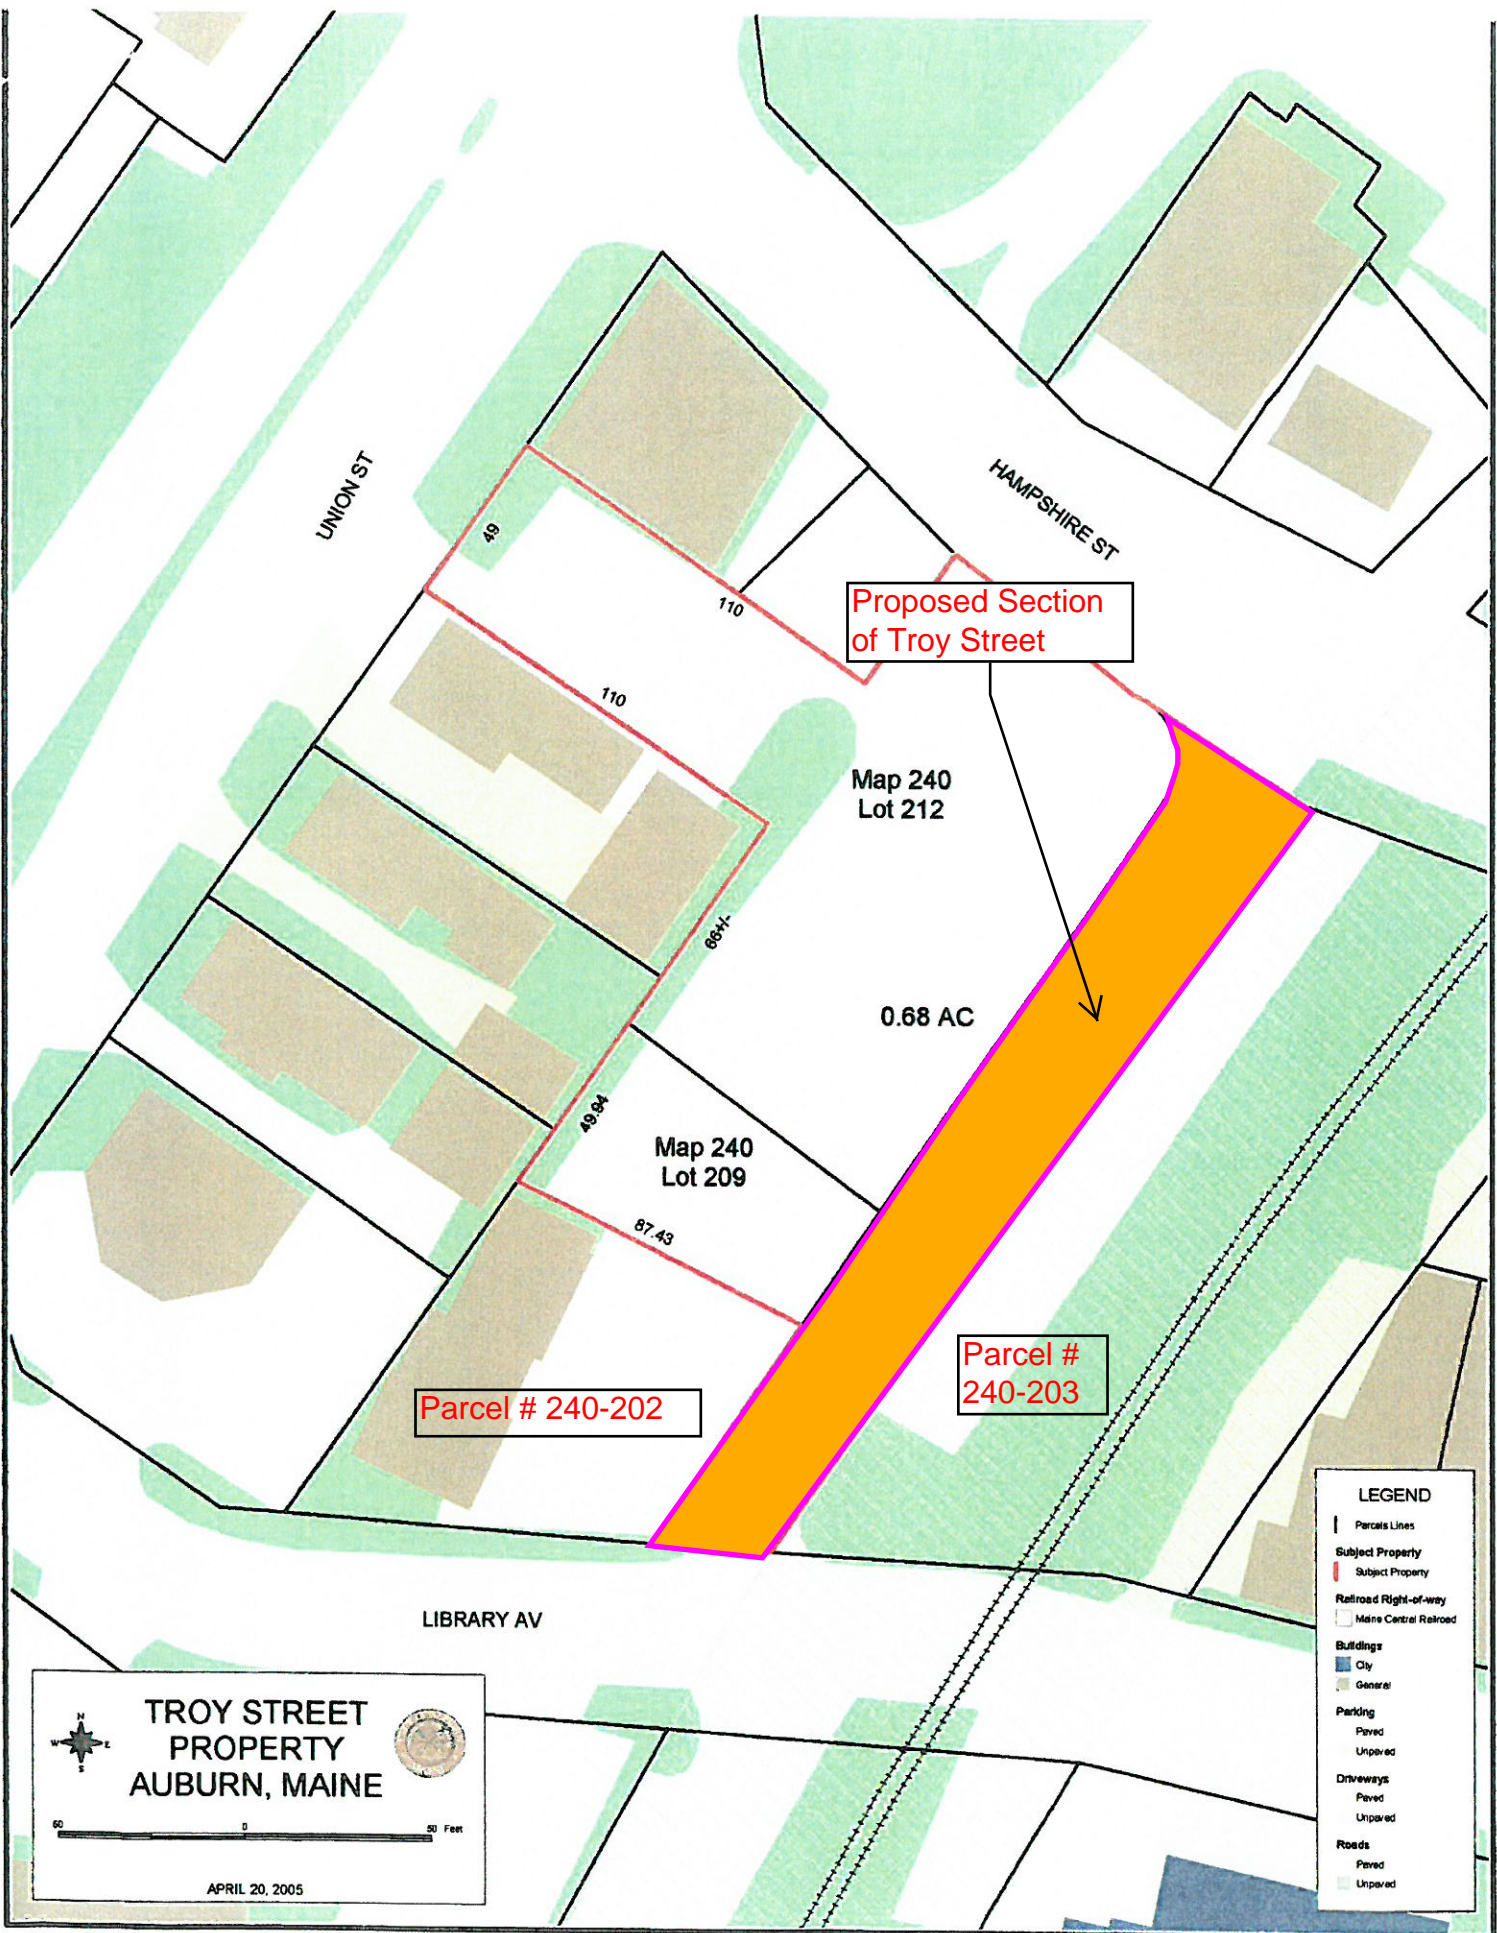 UNION ST
HAMPSHIRE ST
49
110
Proposed Section
of Troy Street
110
Map 240
Lot 212
66+/-
0.68 AC
49.94
Map 240
Lot 209
87.43
Parcel #
240-203
Parcel # 240-202
LIBRARY AV
LEGEND
Parcels Lines
Subject Property
Subject Property
Railroad Right-of-way
Maine Central Railroad
Buildings
City
General
Parking
Paved
Unpaved
Driveways
Paved
Unpaved
Roads
Paved
Unpaved
N
W E
S
TROY STREET
PROPERTY
AUBURN, MAINE
50 0 50 Feet
APRIL 20, 2005